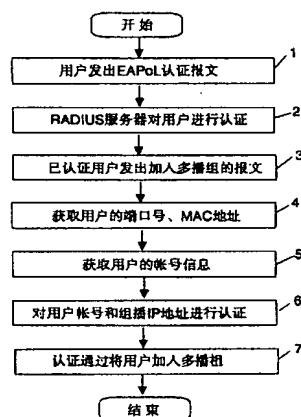 开始
1
用户发出EAPoL认证报文
2
RADIUS服务器对用户进行认证
3
已认证用户发出加入多播组的报文
4
获取用户的端口号、MAC地址
5
获取用户的帐号信息
6
对用户帐号和组播IP地址进行认证
7
认证通过将用户加入多播组
结束